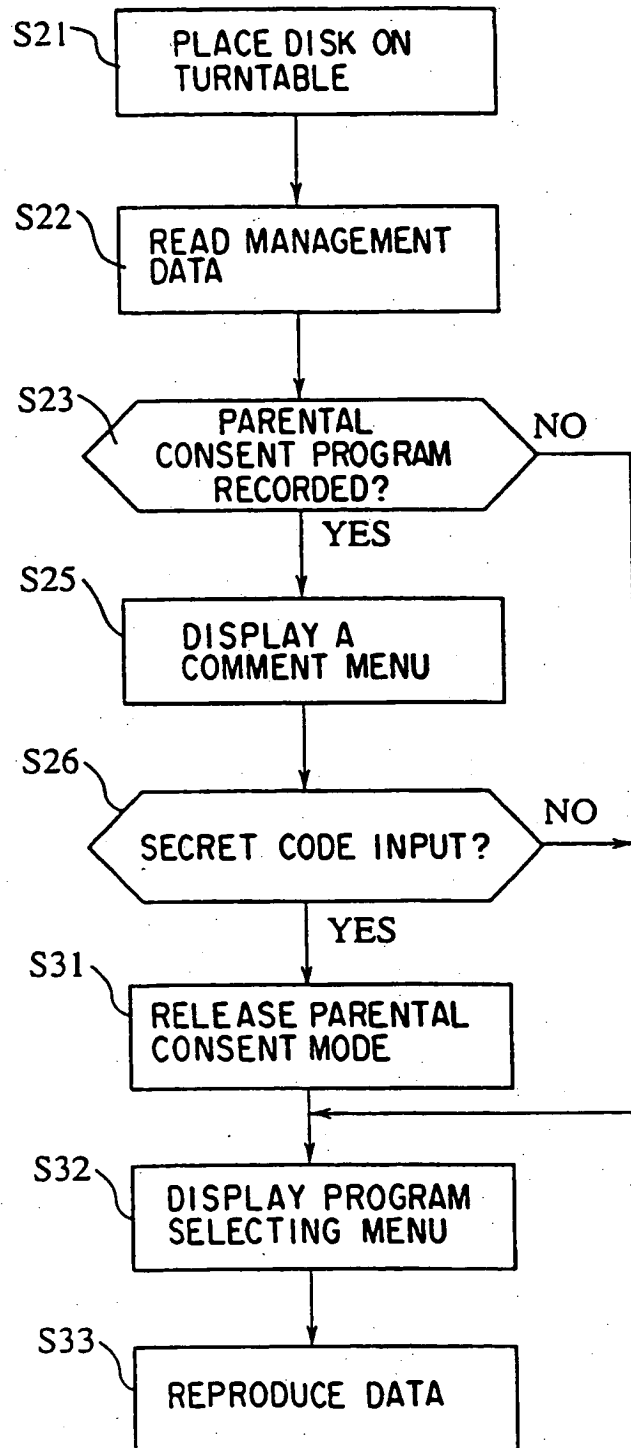 S21
PLACE DISK ON
TURNTABLE
S22
READ MANAGEMENT
DATA
S23
PARENTAL
CONSENT PROGRAM
RECORDED?
NO
YES
S25
DISPLAY A
COMMENT MENU
S26
SECRET CODE INPUT?
NO
YES
S31
RELEASE PARENTAL
CONSENT MODE
S32
DISPLAY PROGRAM
SELECTING MENU
S33
REPRODUCE DATA